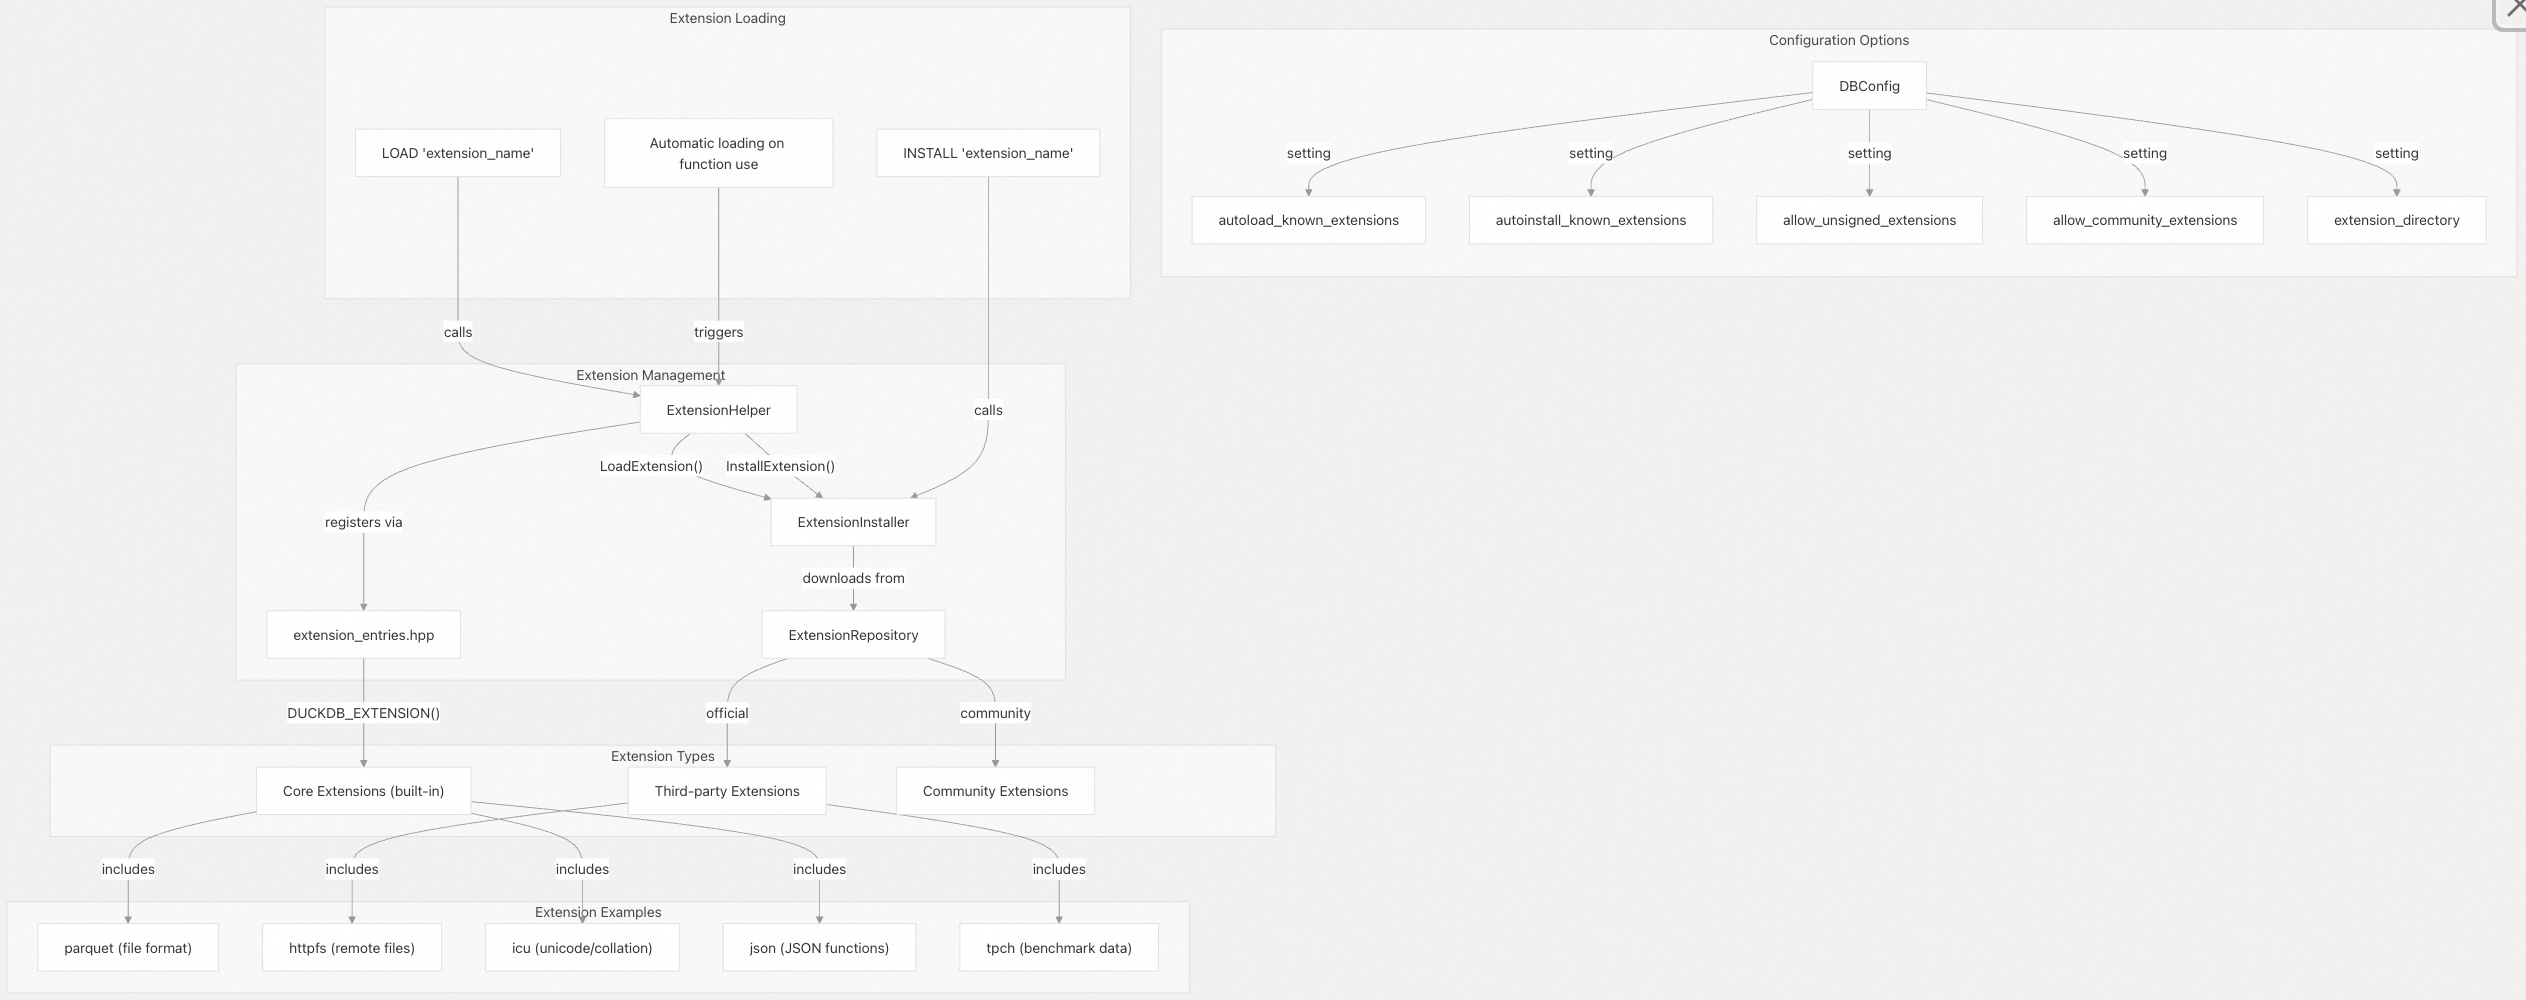 Extension Loading
Configuration Options
DBConfig
LOAD 'extension_name'
Automatic loading on
function use
INSTALL 'extension_name'
setting
setting
setting
setting
setting
autoload_known_extensions
autoinstall_known_extensions
allow_unsigned_extensions
allow_community_extensions
extension_directory
calls
triggers
Extension Management
ExtensionHelper
calls
LoadExtension()
InstallExtension()
registers via
ExtensionInstaller
downloads from
extension_entries.hpp
ExtensionRepository
DUCKDB_EXTENSION()
official
community
Extension Types
Core Extensions (built-in)
Third-party Extensions
Community Extensions
includes
includes
includes
includes
includes
Extension Examples
parquet (file format)
httpfs (remote files)
icu (unicode/collation)
json (JSON functions)
tpch (benchmark data)